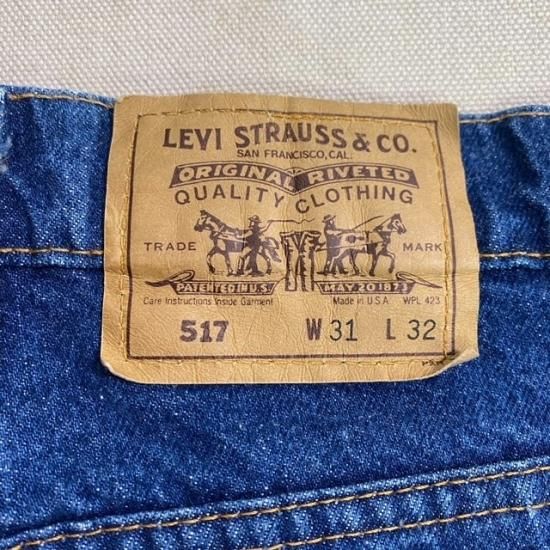 LEVI STRAUSS & CO.
SAN FRANCISCO, CAL.
ORIGINAL RIVETED
QUALITY CLOTHING
TRADE MARK
PATENTED IN U.S. MAY 20 1873
Care Instructions Inside Garment Made in U.S.A WPL 423
517 W 31 L 32